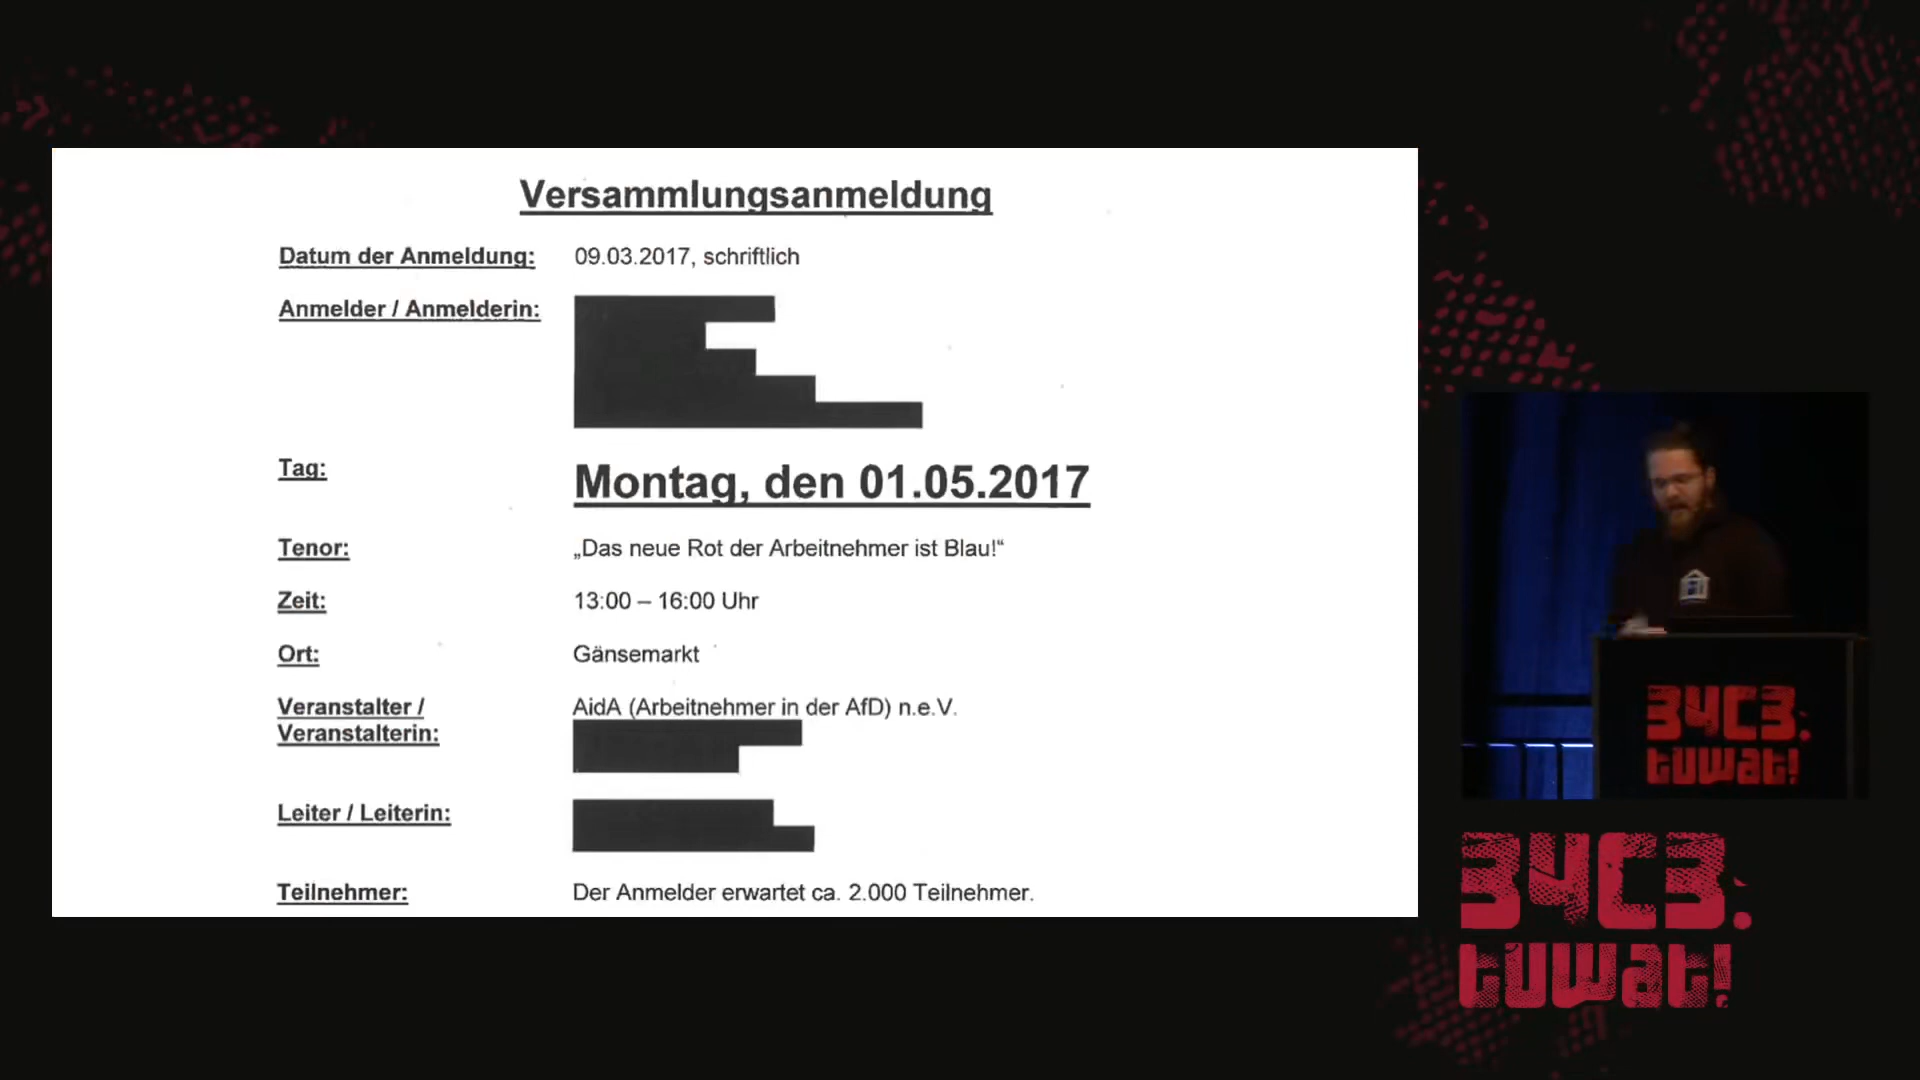 Versammlungsanmeldung
Datum der Anmeldung: 09.03.2017, schriftlich
Anmelder / Anmelderin:
Tag: Montag, den 01.05.2017
Tenor: „Das neue Rot der Arbeitnehmer ist Blau!“
Zeit: 13:00 – 16:00 Uhr
Ort: Gänsemarkt
Veranstalter / AidA (Arbeitnehmer in der AfD) n.e.V.
Veranstalterin:
Leiter / Leiterin:
Teilnehmer: Der Anmelder erwartet ca. 2.000 Teilnehmer.
34C3.
tuwat!
34C3.
tuwat!